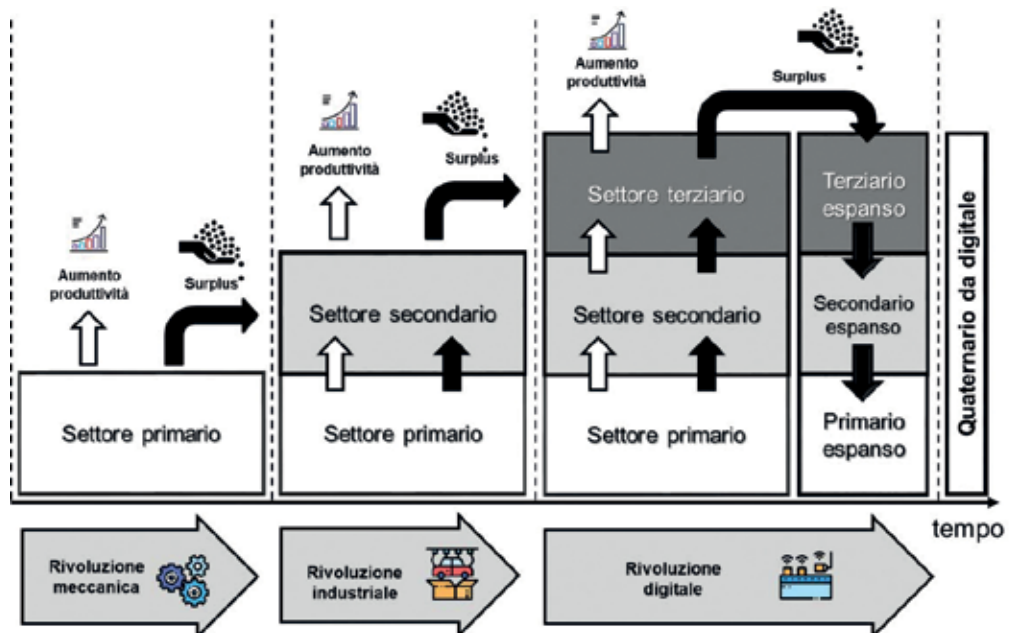 Aumento
produttività
Surplus
Settore primario
Aumento
produttività
Surplus
Settore secondario
Settore primario
Aumento
produttività
Surplus
Settore terziario
Settore secondario
Settore primario
Terziario
espanso
Secondario
espanso
Primario
espanso
Quaternario da digitale
tempo
Rivoluzione
meccanica
Rivoluzione
industriale
Rivoluzione
digitale